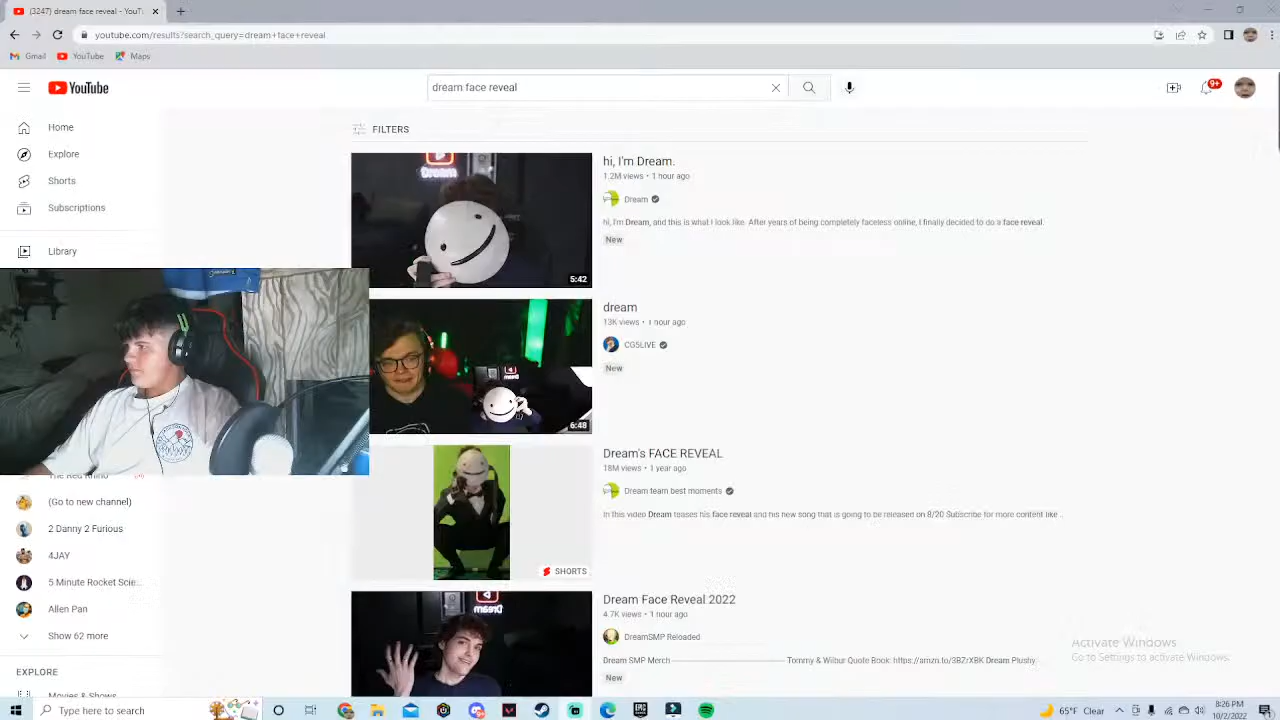 (3247) dream face reveal - YouT
youtube.com/results?search_query=dream+face+reveal
Gmail YouTube Maps
YouTube
dream face reveal
9+
Home
Explore
Shorts
Subscriptions
Library
The Red Rhino
(Go to new channel)
2 Danny 2 Furious
4JAY
5 Minute Rocket Scie...
Allen Pan
Show 62 more
EXPLORE
Movies & Shows
FILTERS
Dream
5:42
hi, I'm Dream.
1.2M views • 1 hour ago
Dream
hi, I'm Dream, and this is what I look like. After years of being completely faceless online, I finally decided to do a face reveal.
New
6:48
dream
13K views • 1 hour ago
CG5LIVE
New
SHORTS
Dream's FACE REVEAL
18M views • 1 year ago
Dream team best moments
In this video Dream teases his face reveal and his new song that is going to be released on 8/20 Subscribe for more content like ...
Dream Face Reveal 2022
4.7K views • 1 hour ago
DreamSMP Reloaded
Dream SMP Merch Tommy & Wilbur Quote Book: https://amzn.to/3BZrXBK Dream Plushy
New
Activate Windows
Go to Settings to activate Windows.
Type here to search
65°F Clear
8:26 PM
10/2/2022